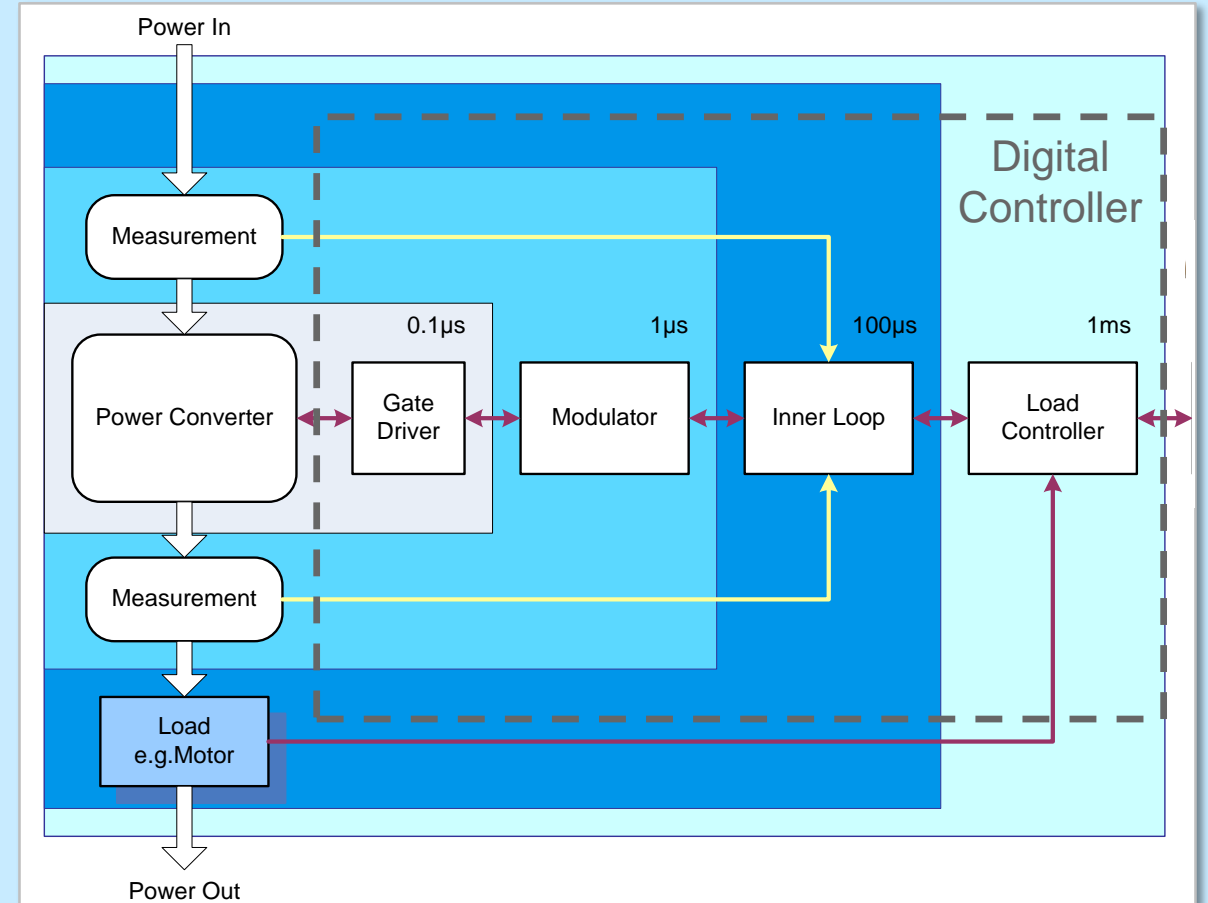 Power In
Digital
Controller
Measurement
0.1µs
1µs
100µs
1ms
Power Converter
Gate
Driver
Modulator
Inner Loop
Load
Controller
Measurement
Load
e.g.Motor
Power Out